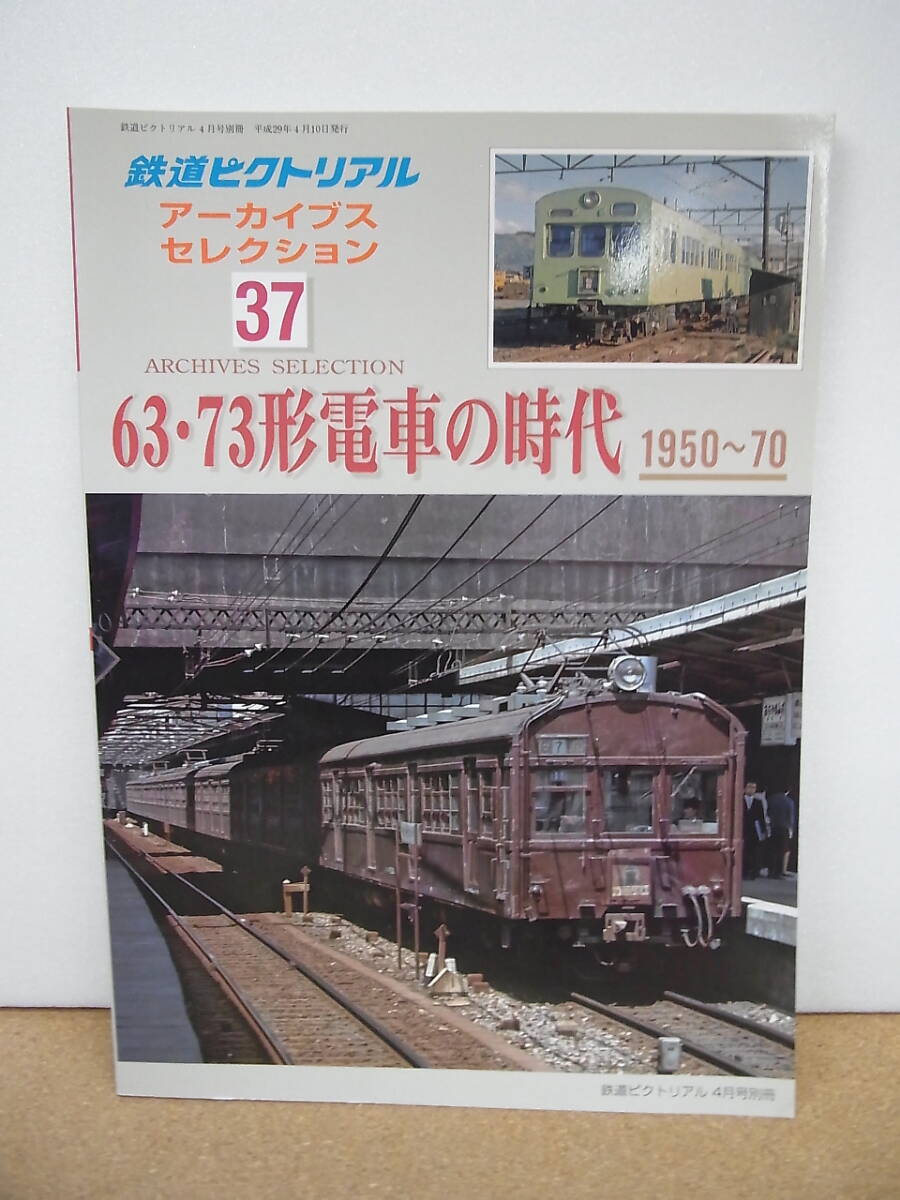 鉄道ピクトリアル 4月号別冊　平成29年4月10日発行
鉄道ピクトリアル
アーカイブス
セレクション
37
ARCHIVES SELECTION
63・73形電車の時代
1950〜70
7
鉄道ピクトリアル 4月号別冊